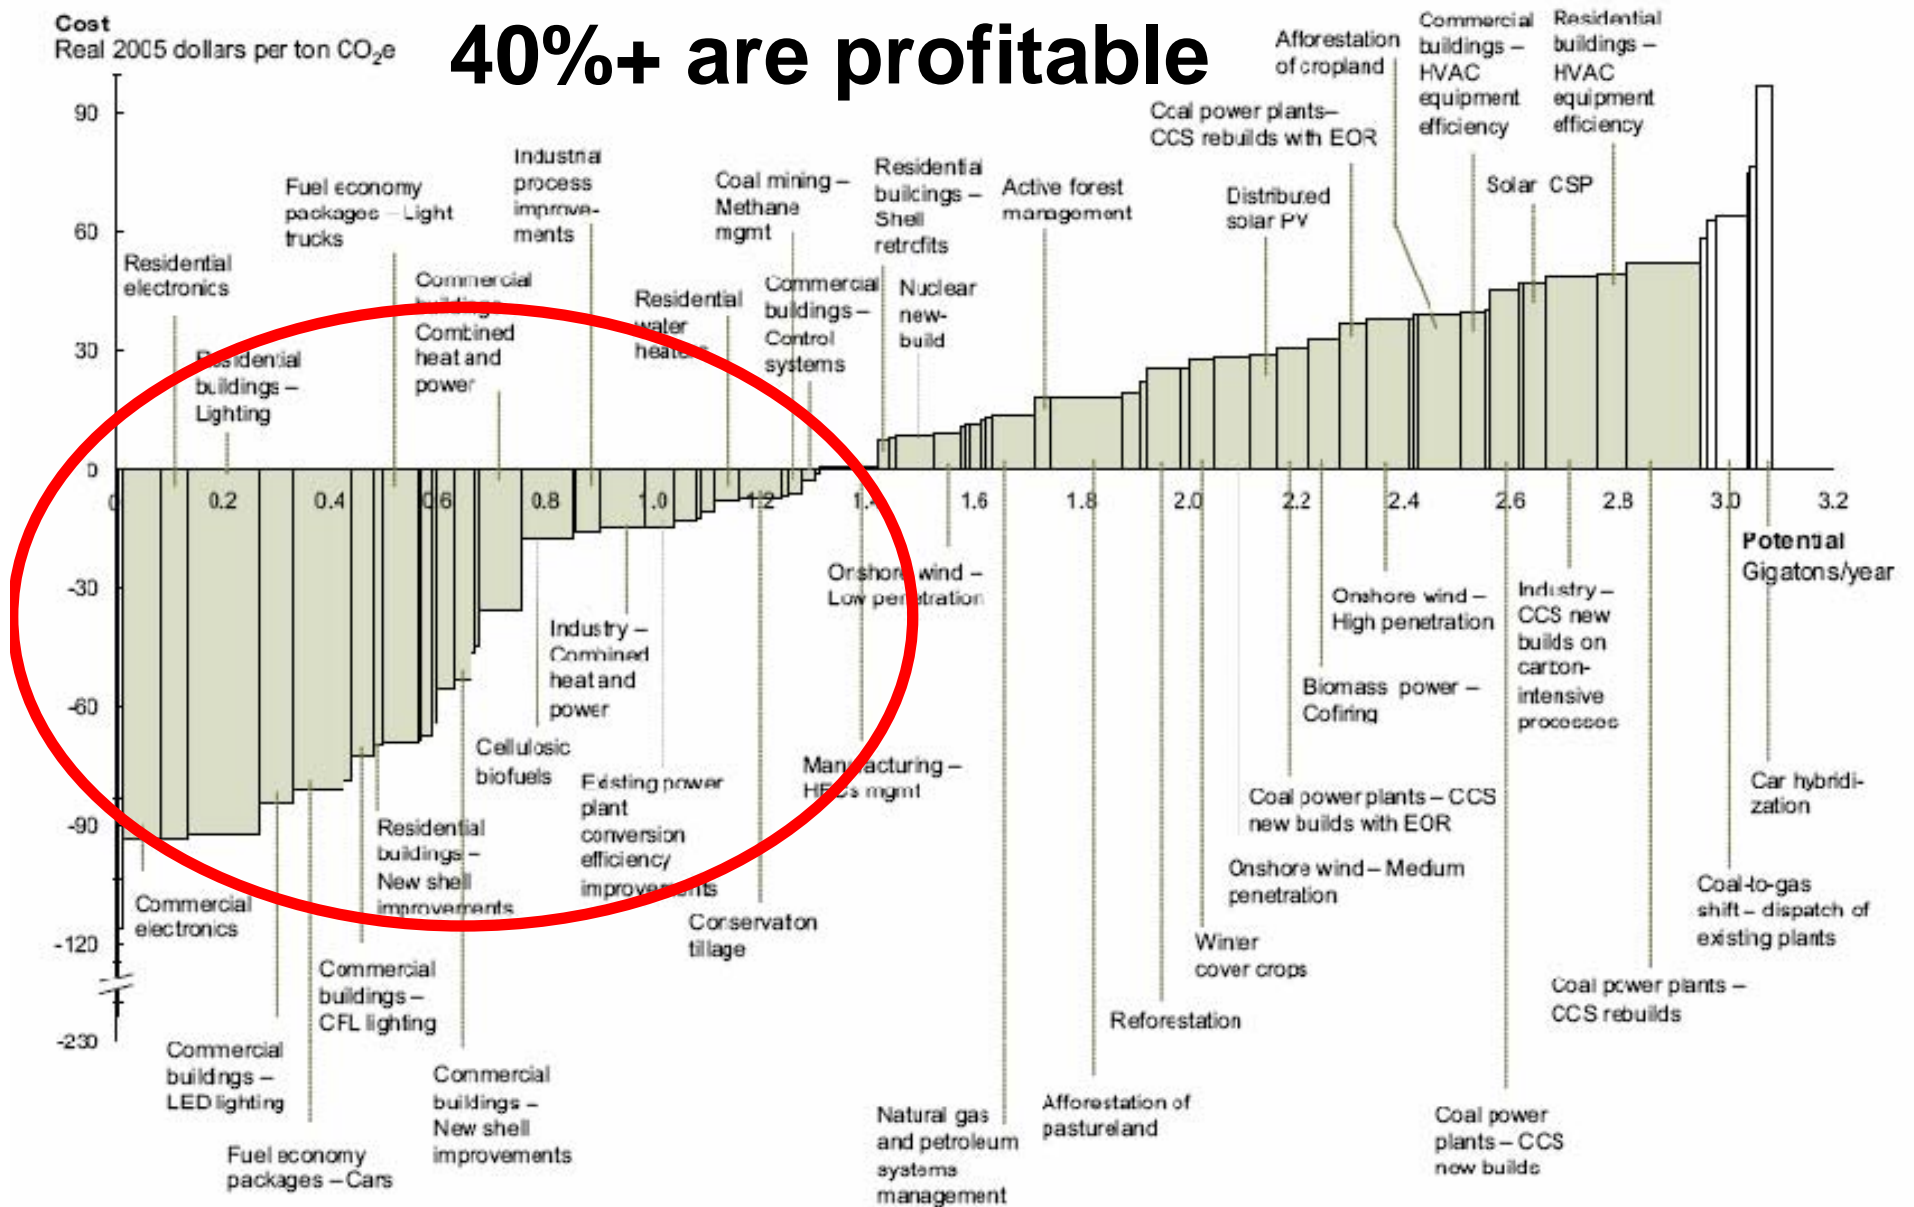 Cost
Real 2005 dollars per ton CO2e
40%+ are profitable
90
60
30
0
-30
-60
-90
-120
-230
0
0.2
0.4
0.6
0.8
1.0
1.2
1.4
1.6
1.8
2.0
2.2
2.4
2.6
2.8
3.0
3.2
Potential
Gigatons/year
Residential
electronics
Residential
buildings –
Lighting
Fuel economy
packages – Light
trucks
Commercial
buildings –
Combined
heat and
power
Industrial
process
improve-
ments
Residential
water
heaters
Coal mining –
Methane
mgmt
Commercial
buildings –
Control
systems
Residential
buildings –
Shell
retrofits
Nuclear
new-
build
Active forest
management
Coal power plants–
CCS rebuilds with EOR
Distributed
solar PV
Afforestation
of cropland
Commercial
buildings –
HVAC
equipment
efficiency
Solar CSP
Residential
buildings –
HVAC
equipment
efficiency
Commercial
electronics
Commercial
buildings –
LED lighting
Fuel economy
packages – Cars
Commercial
buildings –
CFL lighting
Residential
buildings –
New shell
improvements
Commercial
buildings –
New shell
improvements
Cellulosic
biofuels
Industry –
Combined
heat and
power
Existing power
plant
conversion
efficiency
improvements
Conservation
tillage
Manufacturing –
HFCs mgmt
Onshore wind –
Low penetration
Natural gas
and petroleum
systems
management
Afforestation of
pastureland
Reforestation
Winter
cover crops
Onshore wind – Medium
penetration
Coal power plants – CCS
new builds with EOR
Biomass power –
Cofiring
Onshore wind –
High penetration
Coal power
plants – CCS
new builds
Industry –
CCS new
builds on
carbon-
intensive
processes
Coal power plants –
CCS rebuilds
Coal-to-gas
shift – dispatch of
existing plants
Car hybridi-
zation